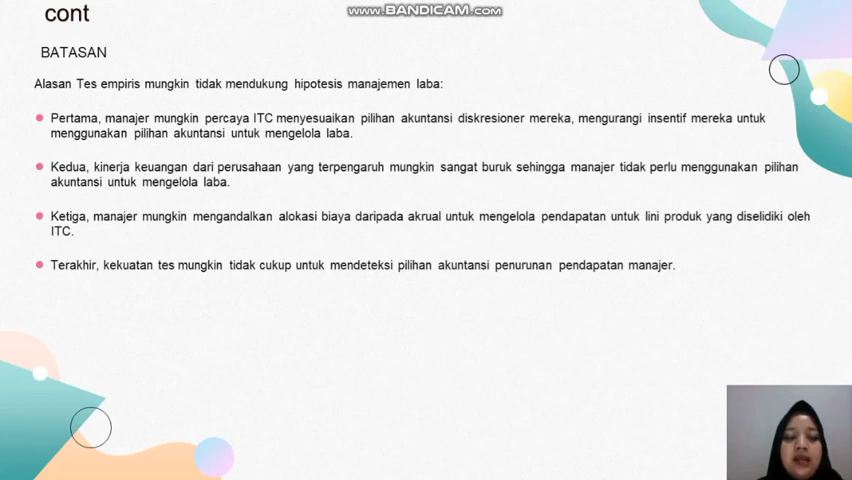 cont
www.BANDICAM.com
BATASAN
Alasan Tes empiris mungkin tidak mendukung hipotesis manajemen laba:
Pertama, manajer mungkin percaya ITC menyesuaikan pilihan akuntansi diskresioner mereka, mengurangi insentif mereka untuk
menggunakan pilihan akuntansi untuk mengelola laba.
Kedua, kinerja keuangan dari perusahaan yang terpengaruh mungkin sangat buruk sehingga manajer tidak perlu menggunakan pilihan
akuntansi untuk mengelola laba.
Ketiga, manajer mungkin mengandalkan alokasi biaya daripada akrual untuk mengelola pendapatan untuk lini produk yang diselidiki oleh
ITC.
Terakhir, kekuatan tes mungkin tidak cukup untuk mendeteksi pilihan akuntansi penurunan pendapatan manajer.